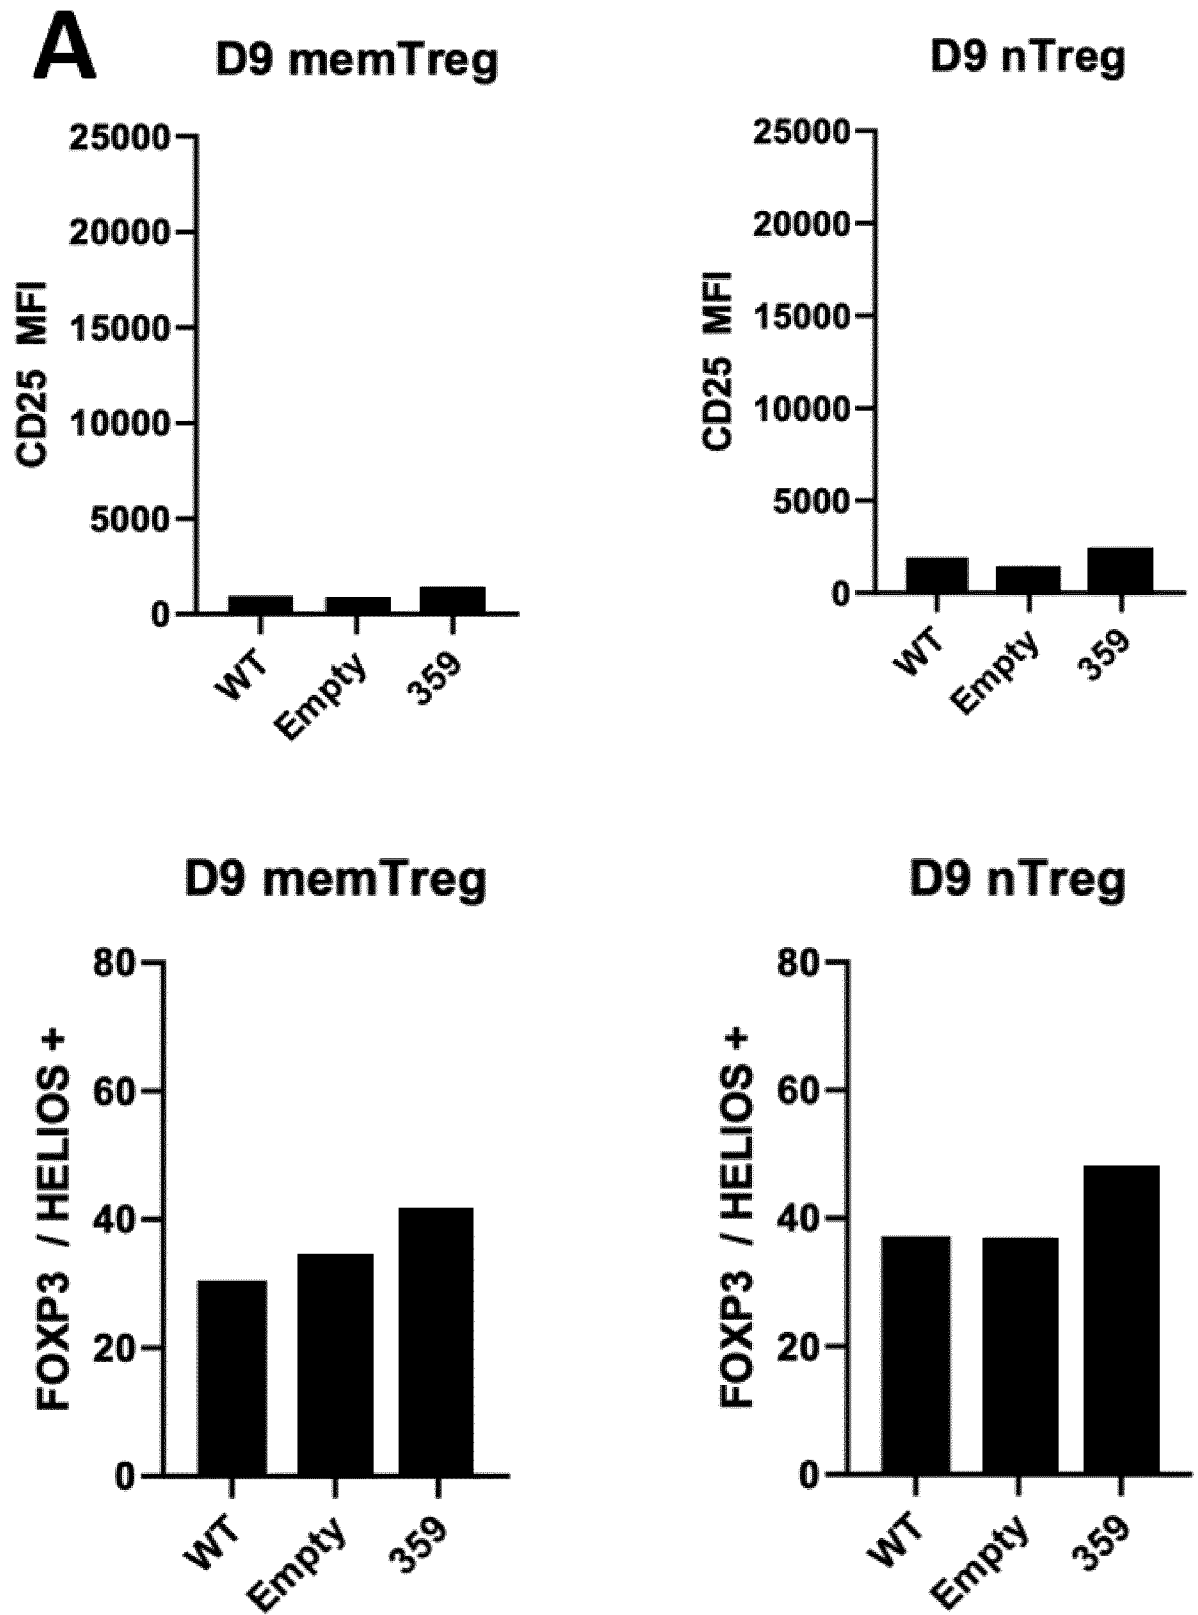 A
D9 memTreg
CD25 MFI
25000
20000
15000
10000
5000
0
WT
Empty
359
D9 nTreg
CD25 MFI
25000
20000
15000
10000
5000
0
WT
Empty
359
D9 memTreg
FOXP3 / HELIOS +
80
60
40
20
0
WT
Empty
359
D9 nTreg
FOXP3 / HELIOS +
80
60
40
20
0
WT
Empty
359